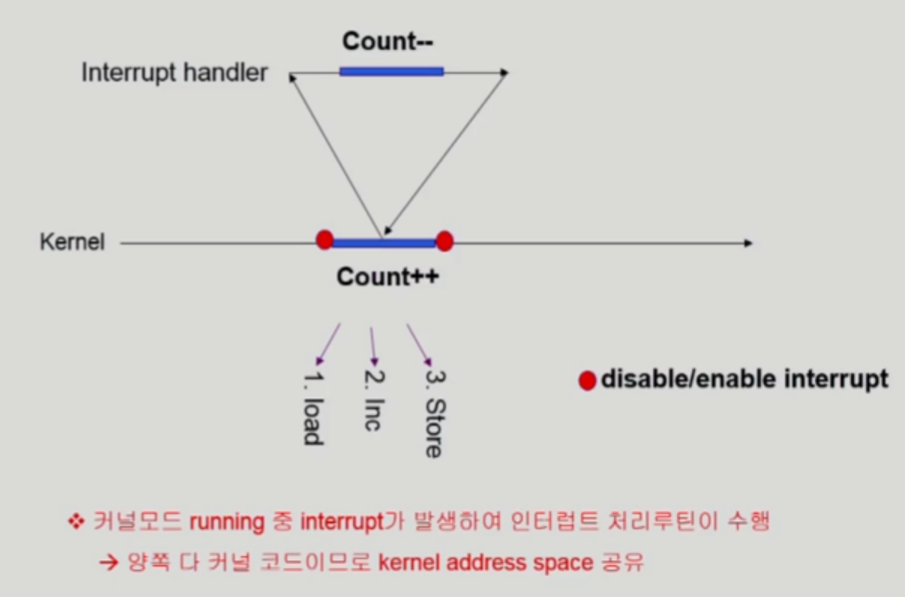 Count--
Interrupt handler
Kernel
Count++
1. load
2. Inc
3. Store
disable/enable interrupt
❖ 커널모드 running 중 interrupt가 발생하여 인터럽트 처리루틴이 수행
→ 양쪽 다 커널 코드이므로 kernel address space 공유